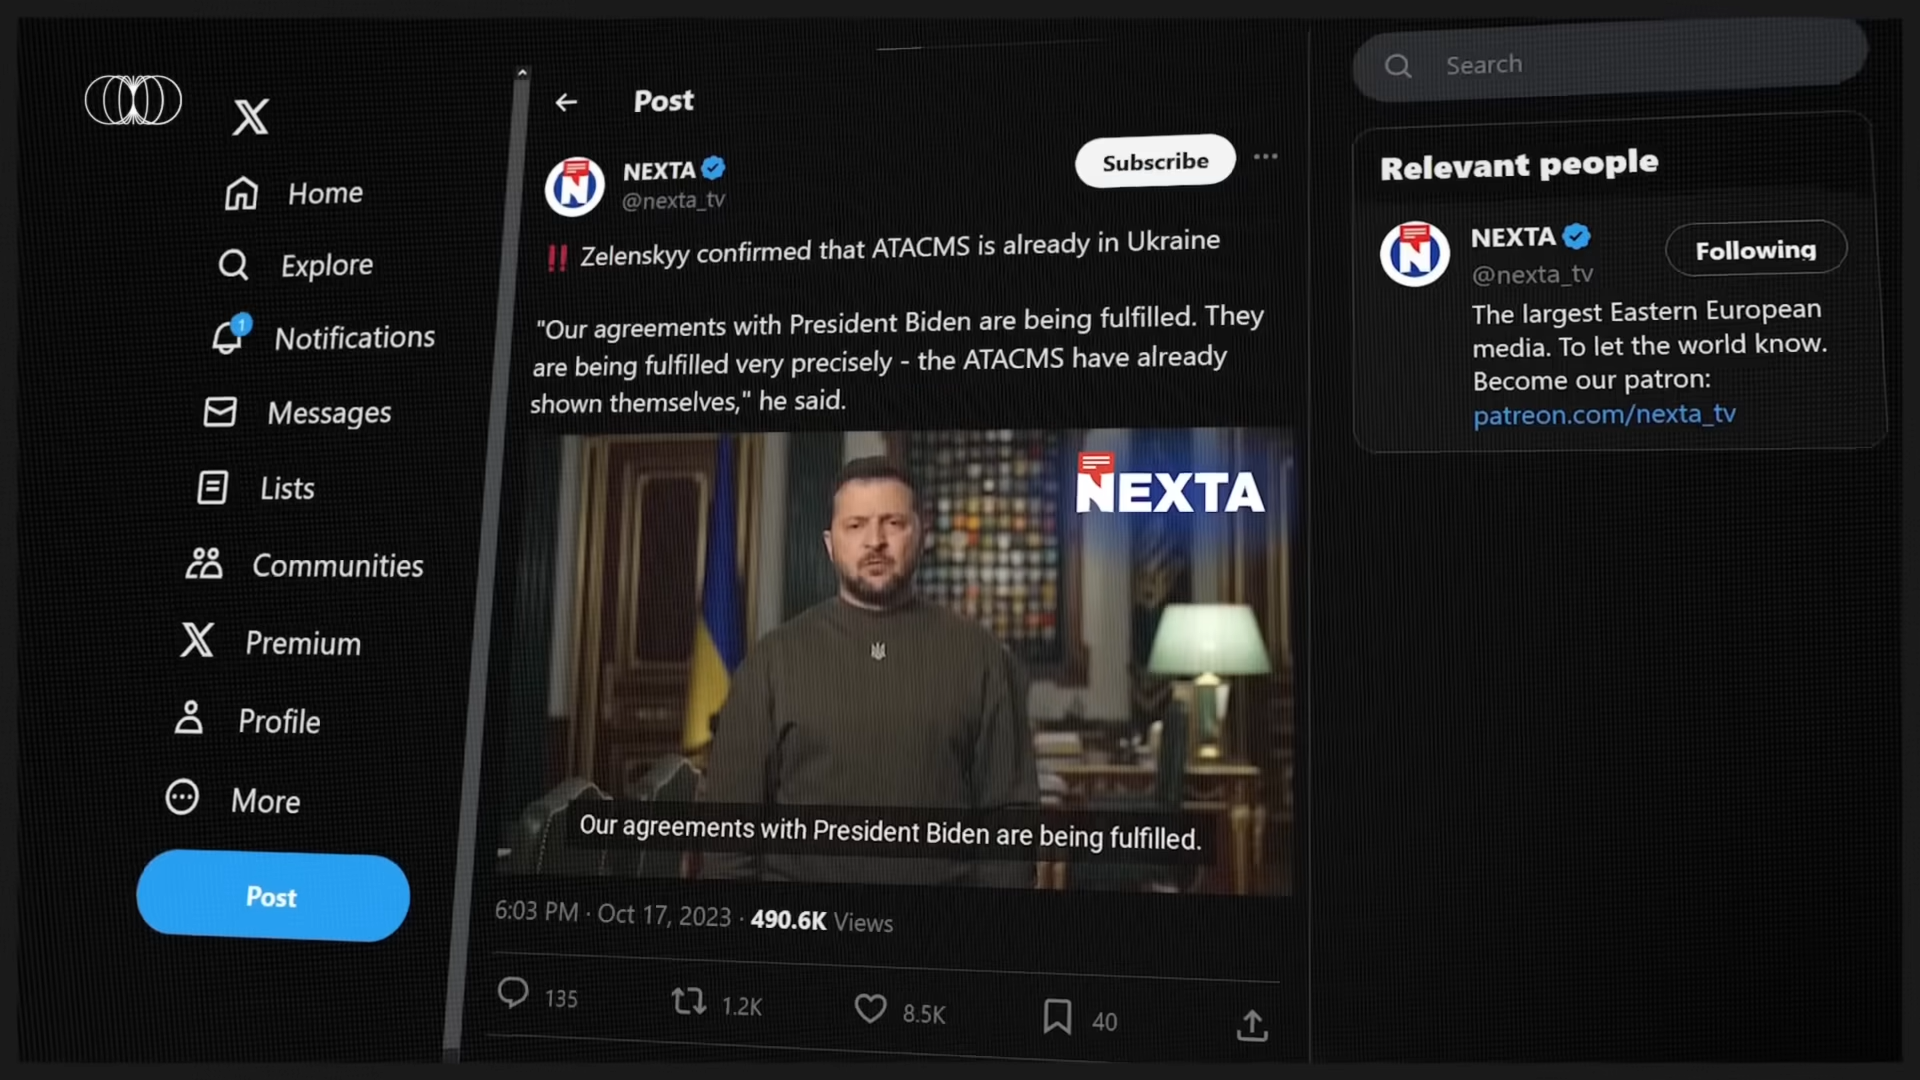 X
Home
Explore
1
Notifications
Messages
Lists
Communities
X Premium
Profile
More
Post
Post
NEXTA
@nexta_tv
Subscribe
‼ Zelenskyy confirmed that ATACMS is already in Ukraine
"Our agreements with President Biden are being fulfilled. They
are being fulfilled very precisely - the ATACMS have already
shown themselves," he said.
NEXTA
Our agreements with President Biden are being fulfilled.
6:03 PM · Oct 17, 2023 · 490.6K Views
135 1.2K 8.5K 40
Search
Relevant people
NEXTA
@nexta_tv
Following
The largest Eastern European
media. To let the world know.
Become our patron:
patreon.com/nexta_tv